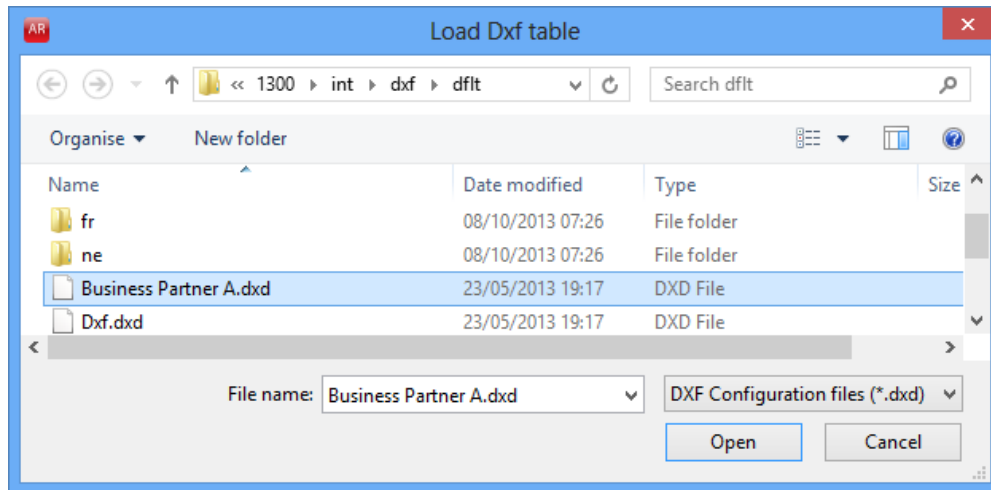 AR Load Dxf table
« 1300 int dxf dflt Search dflt
Organise New folder
Name Date modified Type Size
fr 08/10/2013 07:26 File folder
ne 08/10/2013 07:26 File folder
Business Partner A.dxd 23/05/2013 19:17 DXD File
Dxf.dxd 23/05/2013 19:17 DXD File
File name: Business Partner A.dxd DXF Configuration files (*.dxd)
Open Cancel